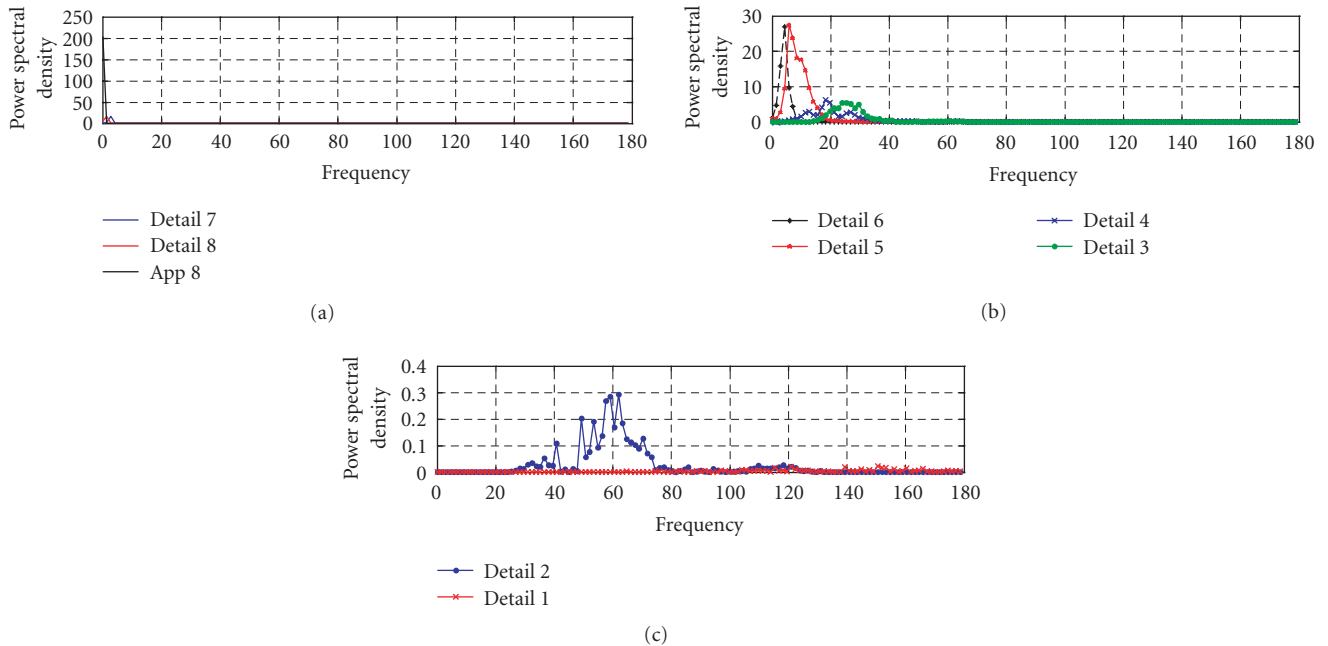 Power spectral
density
250
200
150
100
50
0
0 20 40 60 80 100 120 140 160 180
Frequency
Detail 7
Detail 8
App 8
(a)
Power spectral
density
30
20
10
0
0 20 40 60 80 100 120 140 160 180
Frequency
Detail 6
Detail 5
Detail 4
Detail 3
(b)
Power spectral
density
0.4
0.3
0.2
0.1
0
0 20 40 60 80 100 120 140 160 180
Frequency
Detail 2
Detail 1
(c)